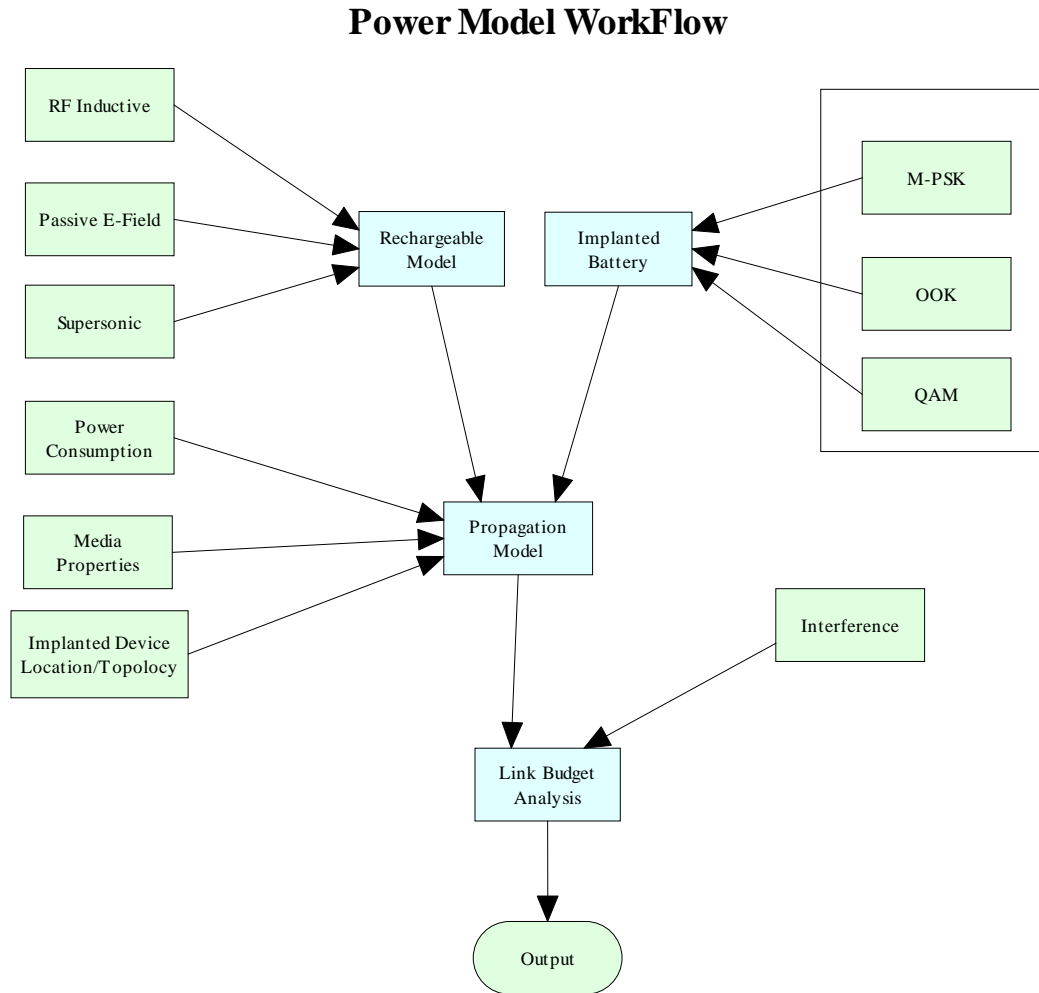 Power Model WorkFlow
RF Inductive
Passive E-Field
Supersonic
Rechargeable
Model
Implanted
Battery
M-PSK
OOK
QAM
Power
Consumption
Media
Properties
Implanted Device
Location/Topolocy
Propagation
Model
Interference
Link Budget
Analysis
Output